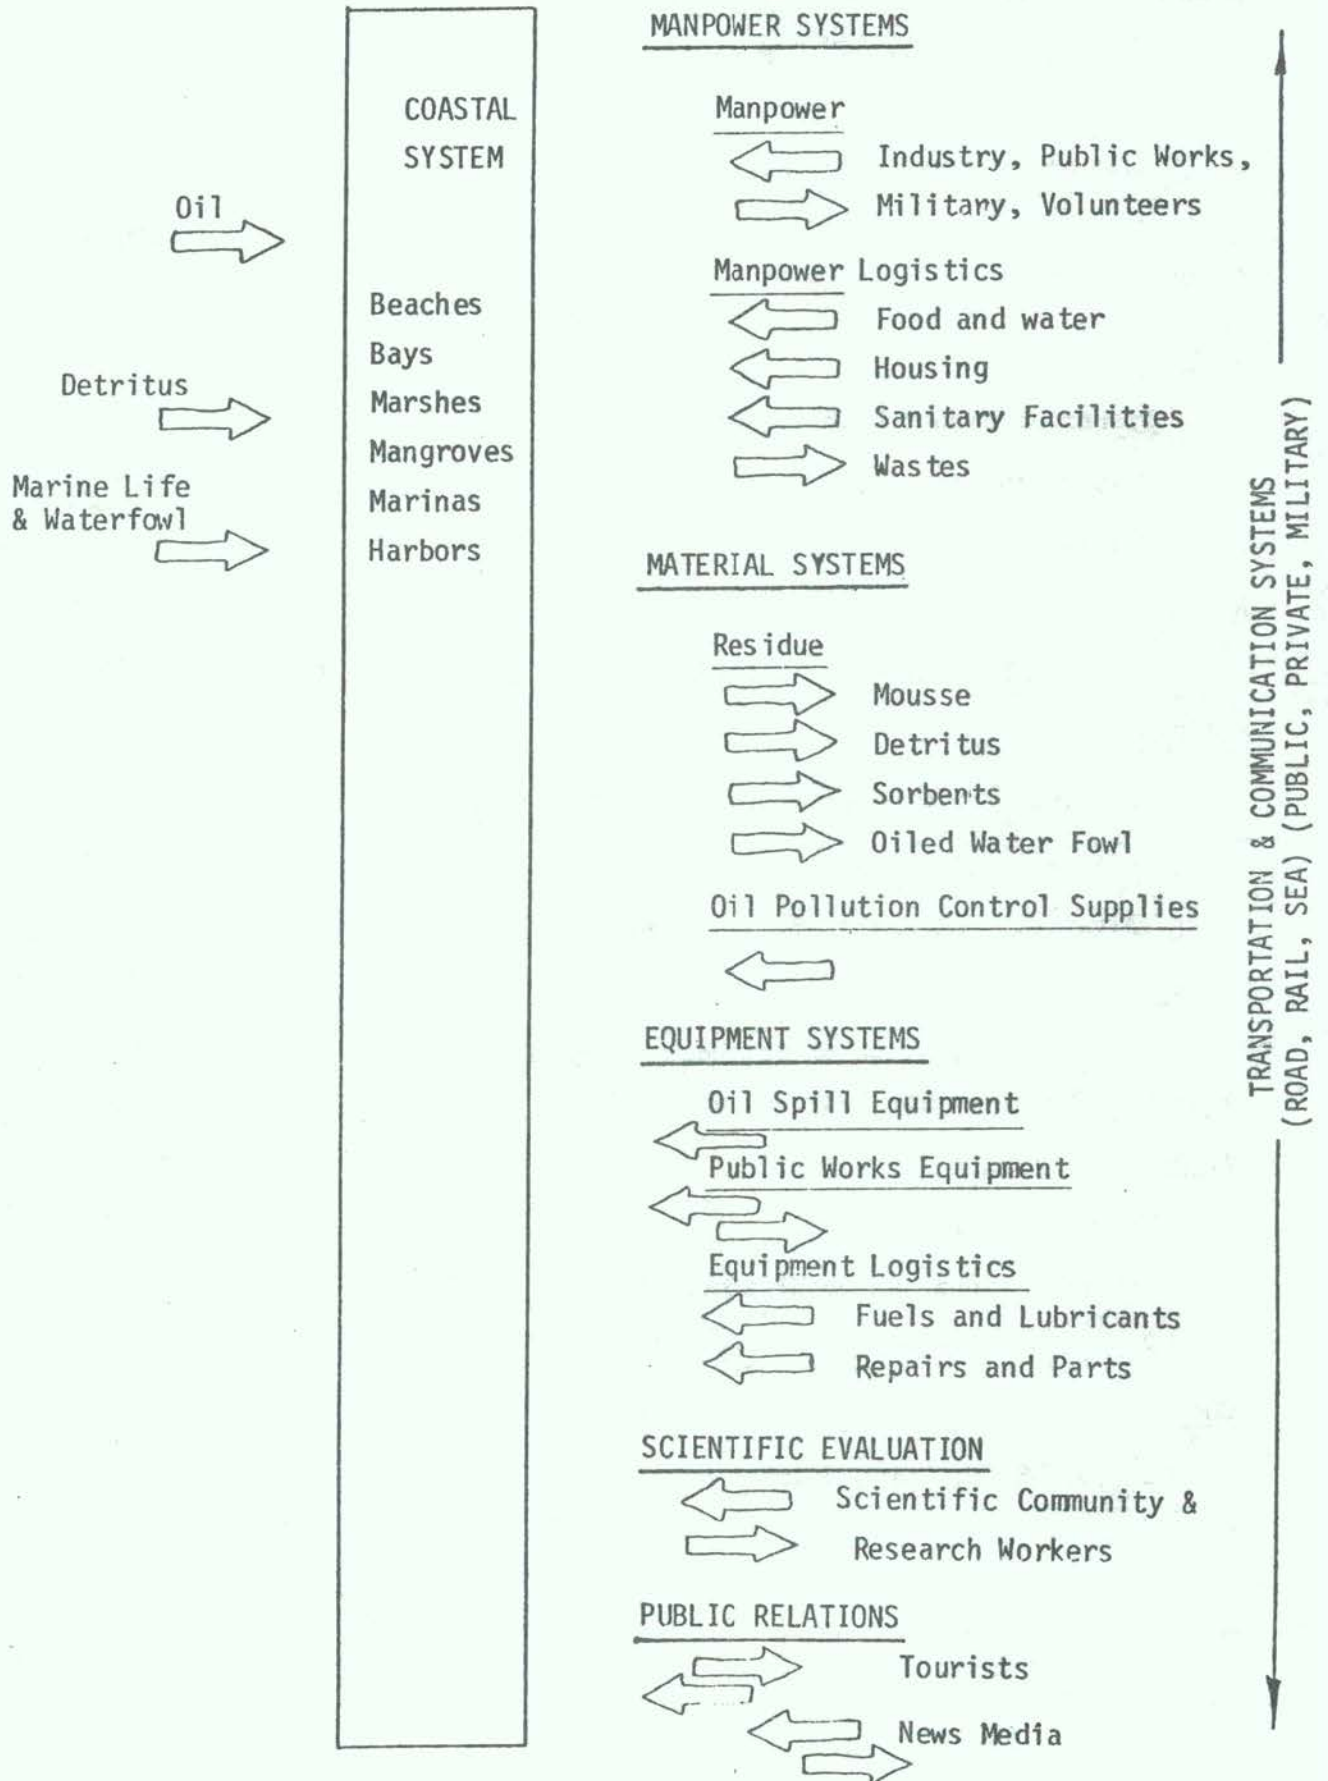 Oil
Detritus
Marine Life
& Waterfowl
COASTAL
SYSTEM
Beaches
Bays
Marshes
Mangroves
Marinas
Harbors
MANPOWER SYSTEMS
Manpower
Industry, Public Works,
Military, Volunteers
Manpower Logistics
Food and water
Housing
Sanitary Facilities
Wastes
MATERIAL SYSTEMS
Residue
Mousse
Detritus
Sorbents
Oiled Water Fowl
Oil Pollution Control Supplies
EQUIPMENT SYSTEMS
Oil Spill Equipment
Public Works Equipment
Equipment Logistics
Fuels and Lubricants
Repairs and Parts
SCIENTIFIC EVALUATION
Scientific Community &
Research Workers
PUBLIC RELATIONS
Tourists
News Media
TRANSPORTATION & COMMUNICATION SYSTEMS
(ROAD, RAIL, SEA) (PUBLIC, PRIVATE, MILITARY)